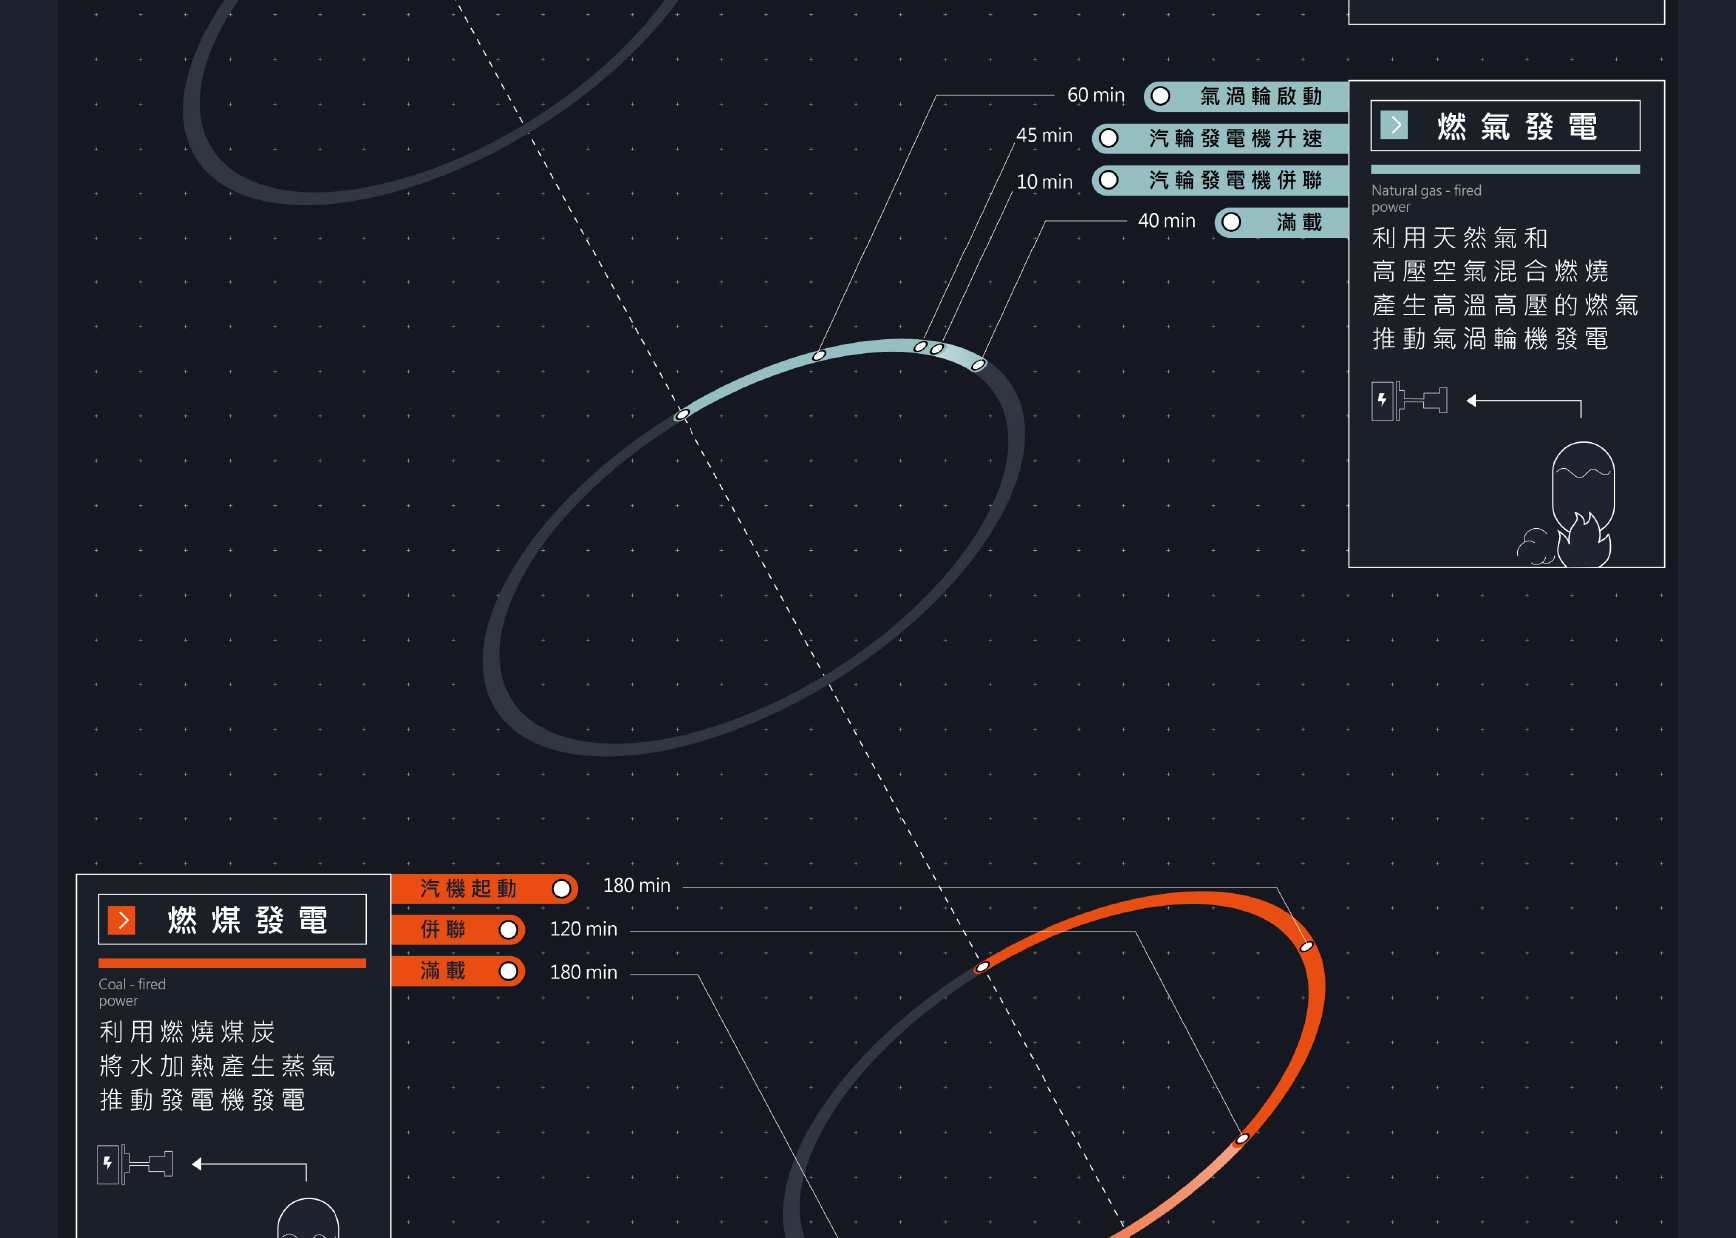 60 min
氣渦輪啟動
45 min
汽輪發電機升速
10 min
汽輪發電機併聯
40 min
滿載
燃氣發電
Natural gas - fired
power
利用天然氣和
高壓空氣混合燃燒
產生高溫高壓的燃氣
推動氣渦輪機發電
燃煤發電
Coal - fired
power
利用燃燒煤炭
將水加熱產生蒸氣
推動發電機發電
汽機起動
180 min
併聯
120 min
滿載
180 min